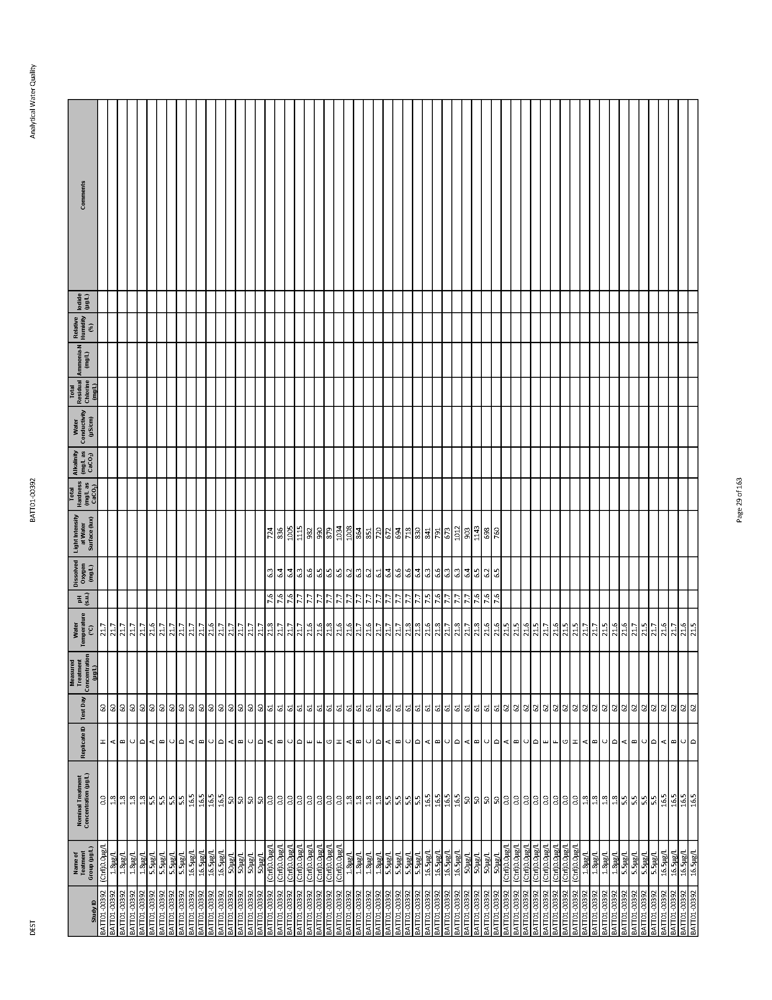 DEST BATT01-00392 Analytical Water Quality
Study ID Name of Teatment Group (µg/L) Nominal Treatment Concentration (µg/L) Replicate ID Test Day Measured Treatment Concentration (µg/L) Water Temperature (°C) pH (s.u.) Dissolved Oxygen (mg/L) Light Intensity at Water Surface (lux) Total Hardness (mg/L as CaCO₃) Alkalinity (mg/L as CaCO₃) Water Conductivity (µS/cm) Total Residual Chlorine (mg/L) Ammonia-N (mg/L) Relative Humidity (%) Iodide (µg/L) Comments
BATT01-00392 (Ctrl)0.0µg/L 0.0 H 60 21.7
BATT01-00392 1.8µg/L 1.8 A 60 21.7
BATT01-00392 1.8µg/L 1.8 B 60 21.7
BATT01-00392 1.8µg/L 1.8 C 60 21.7
BATT01-00392 1.8µg/L 1.8 D 60 21.7
BATT01-00392 5.5µg/L 5.5 A 60 21.6
BATT01-00392 5.5µg/L 5.5 B 60 21.7
BATT01-00392 5.5µg/L 5.5 C 60 21.7
BATT01-00392 5.5µg/L 5.5 D 60 21.7
BATT01-00392 16.5µg/L 16.5 A 60 21.7
BATT01-00392 16.5µg/L 16.5 B 60 21.7
BATT01-00392 16.5µg/L 16.5 C 60 21.6
BATT01-00392 16.5µg/L 16.5 D 60 21.7
BATT01-00392 50µg/L 50 A 60 21.7
BATT01-00392 50µg/L 50 B 60 21.7
BATT01-00392 50µg/L 50 C 60 21.7
BATT01-00392 50µg/L 50 D 60 21.7
BATT01-00392 (Ctrl)0.0µg/L 0.0 A 61 21.8 7.6 6.3 724
BATT01-00392 (Ctrl)0.0µg/L 0.0 B 61 21.7 7.6 6.4 836
BATT01-00392 (Ctrl)0.0µg/L 0.0 C 61 21.7 7.6 6.4 1005
BATT01-00392 (Ctrl)0.0µg/L 0.0 D 61 21.7 7.7 6.3 1115
BATT01-00392 (Ctrl)0.0µg/L 0.0 E 61 21.6 7.7 6.6 982
BATT01-00392 (Ctrl)0.0µg/L 0.0 F 61 21.6 7.7 6.5 990
BATT01-00392 (Ctrl)0.0µg/L 0.0 G 61 21.8 7.7 6.5 879
BATT01-00392 (Ctrl)0.0µg/L 0.0 H 61 21.6 7.7 6.5 1034
BATT01-00392 1.8µg/L 1.8 A 61 21.6 7.7 6.2 1008
BATT01-00392 1.8µg/L 1.8 B 61 21.7 7.7 6.3 864
BATT01-00392 1.8µg/L 1.8 C 61 21.6 7.7 6.2 851
BATT01-00392 1.8µg/L 1.8 D 61 21.7 7.7 6.1 720
BATT01-00392 5.5µg/L 5.5 A 61 21.7 7.7 6.4 672
BATT01-00392 5.5µg/L 5.5 B 61 21.7 7.7 6.6 694
BATT01-00392 5.5µg/L 5.5 C 61 21.8 7.7 6.6 718
BATT01-00392 5.5µg/L 5.5 D 61 21.8 7.7 6.4 830
BATT01-00392 16.5µg/L 16.5 A 61 21.6 7.5 6.3 841
BATT01-00392 16.5µg/L 16.5 B 61 21.8 7.6 6.6 791
BATT01-00392 16.5µg/L 16.5 C 61 21.7 7.7 6.3 673
BATT01-00392 16.5µg/L 16.5 D 61 21.8 7.7 6.3 1012
BATT01-00392 50µg/L 50 A 61 21.7 7.7 6.4 903
BATT01-00392 50µg/L 50 B 61 21.8 7.6 6.5 1143
BATT01-00392 50µg/L 50 C 61 21.6 7.6 6.2 698
BATT01-00392 50µg/L 50 D 61 21.6 7.6 6.5 760
BATT01-00392 (Ctrl)0.0µg/L 0.0 A 62 21.5
BATT01-00392 (Ctrl)0.0µg/L 0.0 B 62 21.5
BATT01-00392 (Ctrl)0.0µg/L 0.0 C 62 21.6
BATT01-00392 (Ctrl)0.0µg/L 0.0 D 62 21.5
BATT01-00392 (Ctrl)0.0µg/L 0.0 E 62 21.7
BATT01-00392 (Ctrl)0.0µg/L 0.0 F 62 21.6
BATT01-00392 (Ctrl)0.0µg/L 0.0 G 62 21.5
BATT01-00392 (Ctrl)0.0µg/L 0.0 H 62 21.5
BATT01-00392 1.8µg/L 1.8 A 62 21.7
BATT01-00392 1.8µg/L 1.8 B 62 21.7
BATT01-00392 1.8µg/L 1.8 C 62 21.5
BATT01-00392 1.8µg/L 1.8 D 62 21.6
BATT01-00392 5.5µg/L 5.5 A 62 21.6
BATT01-00392 5.5µg/L 5.5 B 62 21.7
BATT01-00392 5.5µg/L 5.5 C 62 21.5
BATT01-00392 5.5µg/L 5.5 D 62 21.7
BATT01-00392 16.5µg/L 16.5 A 62 21.6
BATT01-00392 16.5µg/L 16.5 B 62 21.7
BATT01-00392 16.5µg/L 16.5 C 62 21.6
BATT01-00392 16.5µg/L 16.5 D 62 21.5
Page 29 of 163